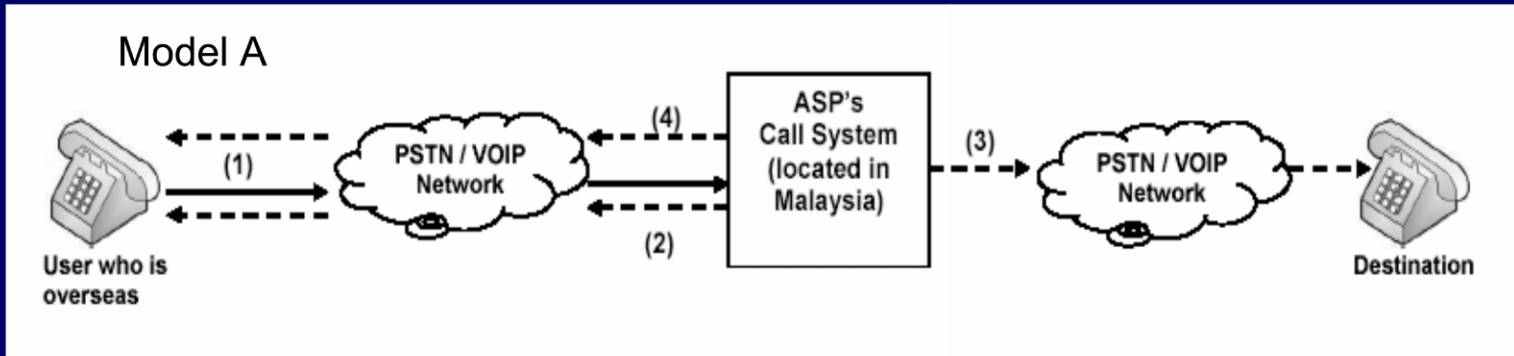 Model A
(1)
PSTN / VOIP
Network
(4)
(2)
ASP's
Call System
(located in
Malaysia)
(3)
PSTN / VOIP
Network
User who is
overseas
Destination